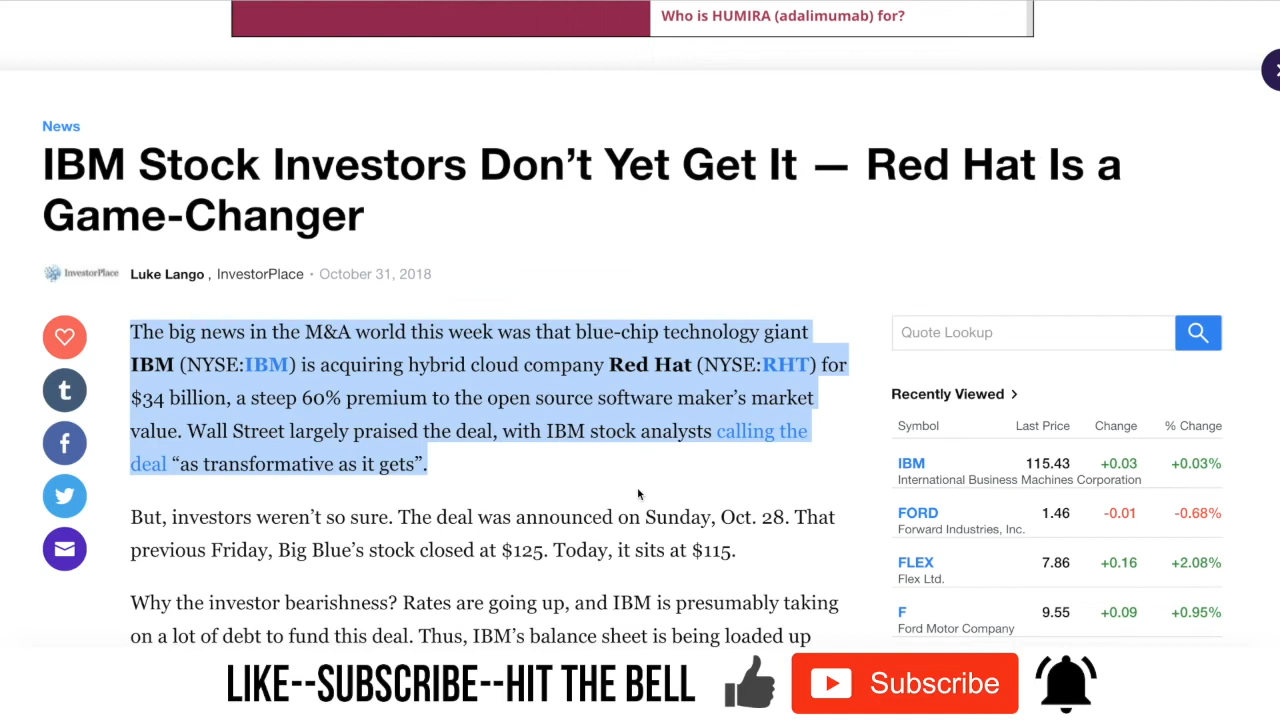 Who is HUMIRA (adalimumab) for?
News
IBM Stock Investors Don’t Yet Get It — Red Hat Is a
Game-Changer
InvestorPlace Luke Lango , InvestorPlace • October 31, 2018
The big news in the M&A world this week was that blue-chip technology giant
IBM (NYSE:IBM) is acquiring hybrid cloud company Red Hat (NYSE:RHT) for
$34 billion, a steep 60% premium to the open source software maker’s market
value. Wall Street largely praised the deal, with IBM stock analysts calling the
deal “as transformative as it gets”.
But, investors weren’t so sure. The deal was announced on Sunday, Oct. 28. That
previous Friday, Big Blue’s stock closed at $125. Today, it sits at $115.
Why the investor bearishness? Rates are going up, and IBM is presumably taking
on a lot of debt to fund this deal. Thus, IBM’s balance sheet is being loaded up
Quote Lookup
Recently Viewed >
Symbol Last Price Change % Change
IBM 115.43 +0.03 +0.03%
International Business Machines Corporation
FORD 1.46 -0.01 -0.68%
Forward Industries, Inc.
FLEX 7.86 +0.16 +2.08%
Flex Ltd.
F 9.55 +0.09 +0.95%
Ford Motor Company
LIKE--SUBSCRIBE--HIT THE BELL
Subscribe